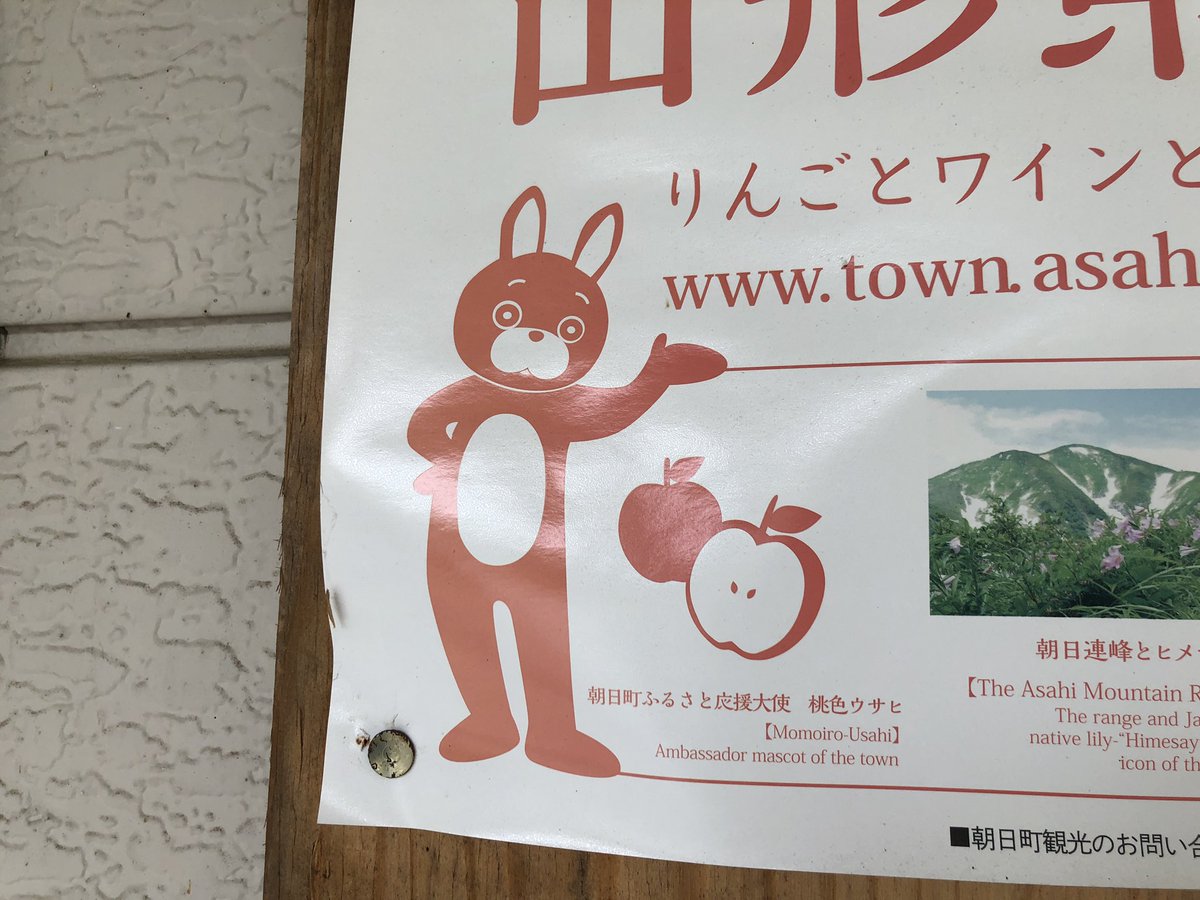 山形
りんごとワインと
www.town.asah
朝日町ふるさと応援大使 桃色ウサヒ
【Momoiro-Usahi】
Ambassador mascot of the town
朝日連峰とヒメサ
【The Asahi Mountain R
The range and Ja
native lily-“Himesay
icon of th
■朝日町観光のお問い合